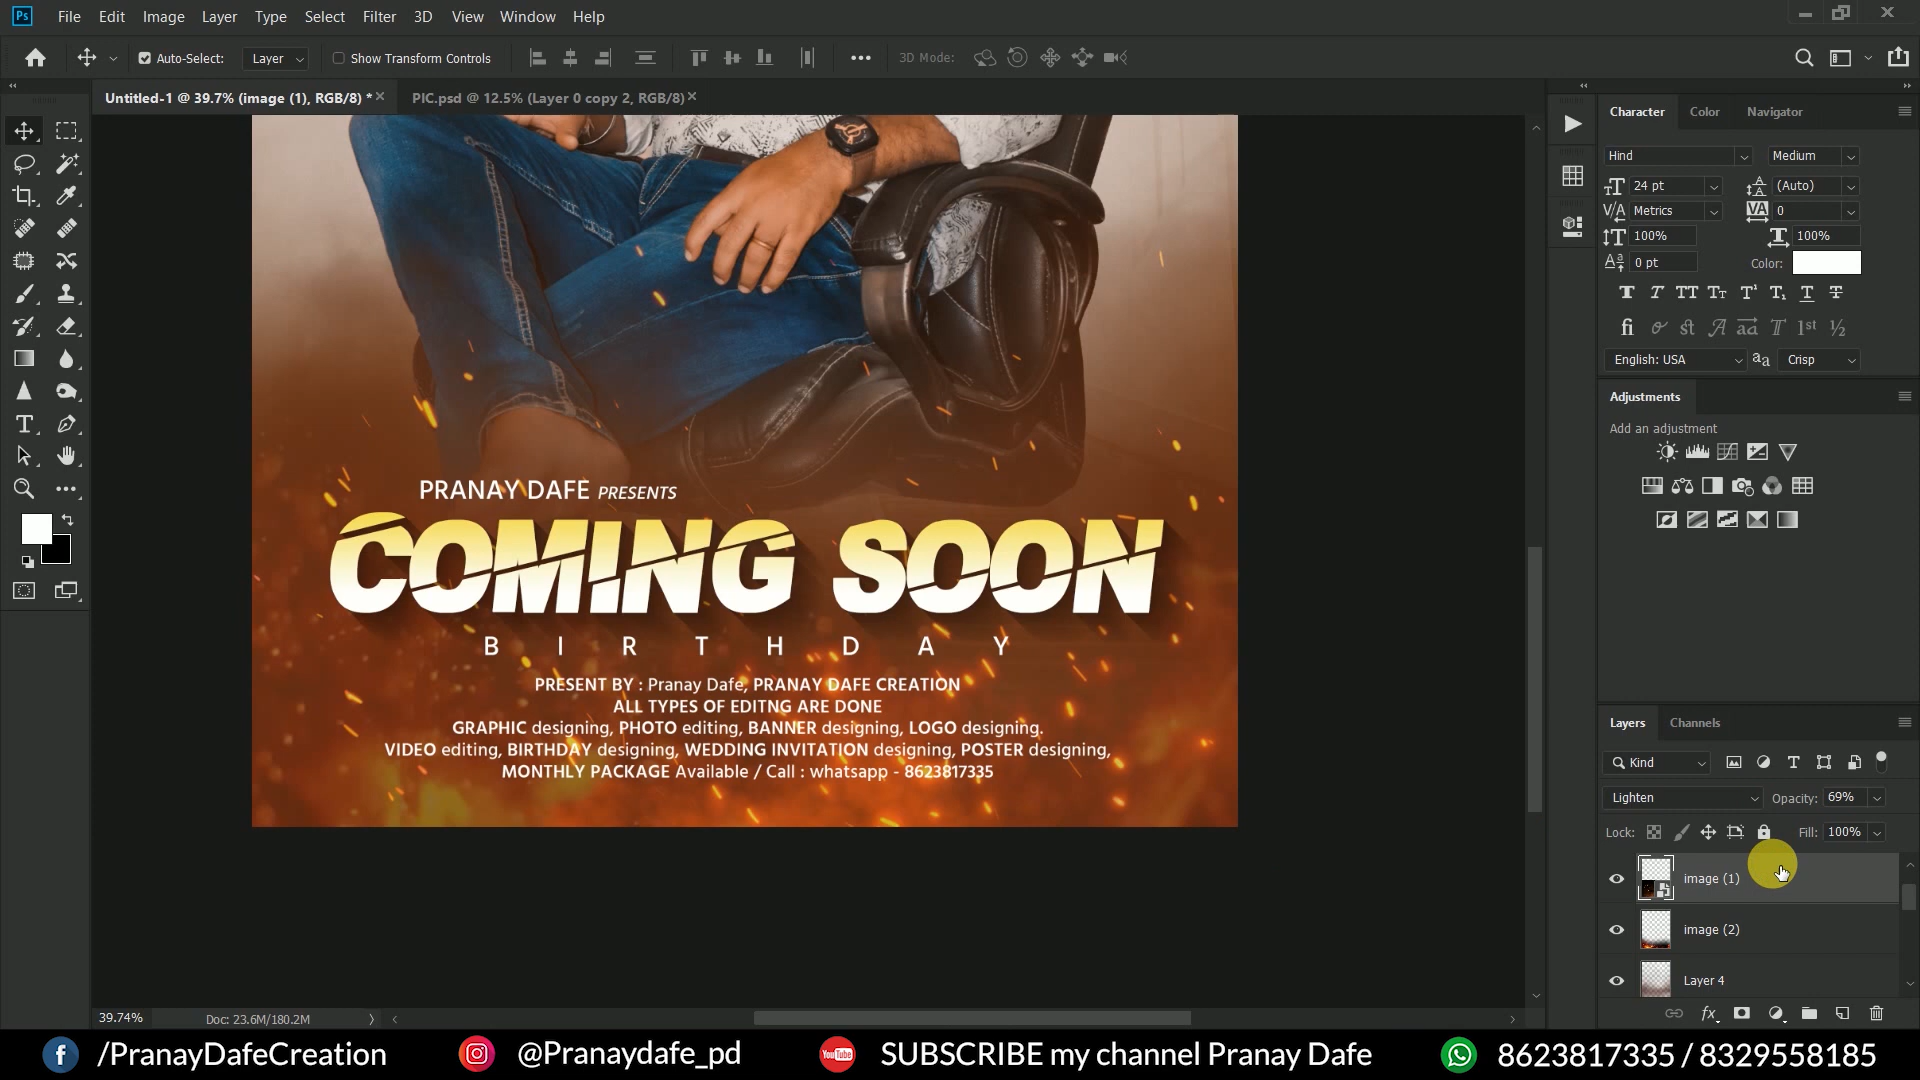 Ps File Edit Image Layer Type Select Filter 3D View Window Help
Auto-Select: Layer Show Transform Controls 3D Mode:
Untitled-1 @ 39.7% (image (1), RGB/8) * PIC.psd @ 12.5% (Layer 0 copy 2, RGB/8)
Character Color Navigator
Hind Medium
24 pt (Auto)
Metrics 0
100% 100%
0 pt Color:
English: USA Crisp
Adjustments
Add an adjustment
PRANAY DAFE PRESENTS
COMING SOON
BIRTHDAY
PRESENT BY : Pranay Dafe, PRANAY DAFE CREATION
ALL TYPES OF EDITNG ARE DONE
GRAPHIC designing, PHOTO editing, BANNER designing, LOGO designing.
VIDEO editing, BIRTHDAY designing, WEDDING INVITATION designing, POSTER designing,
MONTHLY PACKAGE Available / Call : whatsapp - 8623817335
Layers Channels
Kind
Lighten Opacity: 69%
Lock: Fill: 100%
image (1)
image (2)
Layer 4
39.74% Doc: 23.6M/180.2M
/PranayDafeCreation @Pranaydafe_pd YouTube SUBSCRIBE my channel Pranay Dafe 8623817335 / 8329558185